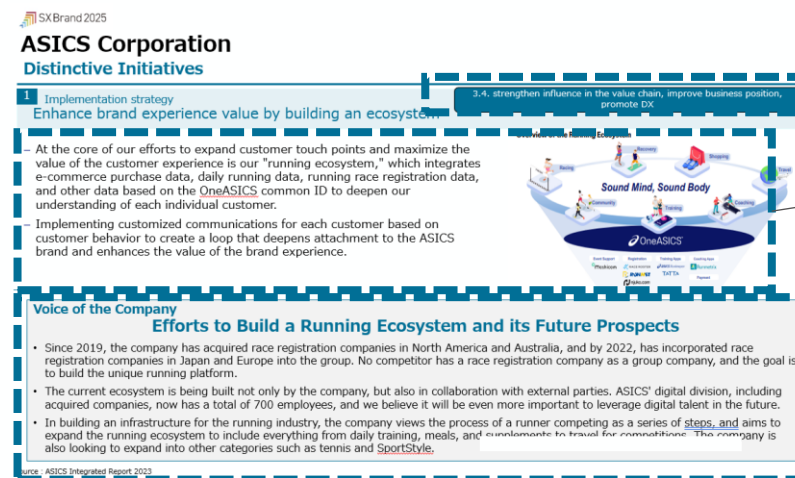 SX Brand 2025
ASICS Corporation
Distinctive Initiatives
1 Implementation strategy
Enhance brand experience value by building an ecosystem
3.4. strengthen influence in the value chain, improve business position,
promote DX
– At the core of our efforts to expand customer touch points and maximize the
value of the customer experience is our "running ecosystem," which integrates
e-commerce purchase data, daily running data, running race registration data,
and other data based on the OneASICS common ID to deepen our
understanding of each individual customer.
– Implementing customized communications for each customer based on
customer behavior to create a loop that deepens attachment to the ASICS
brand and enhances the value of the brand experience.
Overview of the Running Ecosystem
Recovery
Racing
Shopping
Travel
Sound Mind, Sound Body
Community
Training
Coaching
OneASICS
Voice of the Company
Efforts to Build a Running Ecosystem and its Future Prospects
• Since 2019, the company has acquired race registration companies in North America and Australia, and by 2022, has incorporated race
registration companies in Japan and Europe into the group. No competitor has a race registration company as a group company, and the goal is
to build the unique running platform.
• The current ecosystem is being built not only by the company, but also in collaboration with external parties. ASICS' digital division, including
acquired companies, now has a total of 700 employees, and we believe it will be even more important to leverage digital talent in the future.
• In building an infrastructure for the running industry, the company views the process of a runner competing as a series of steps, and aims to
expand the running ecosystem to include everything from daily training, meals, and supplements to travel for competitions. The company is
also looking to expand into other categories such as tennis and SportStyle.
ource : ASICS Integrated Report 2023